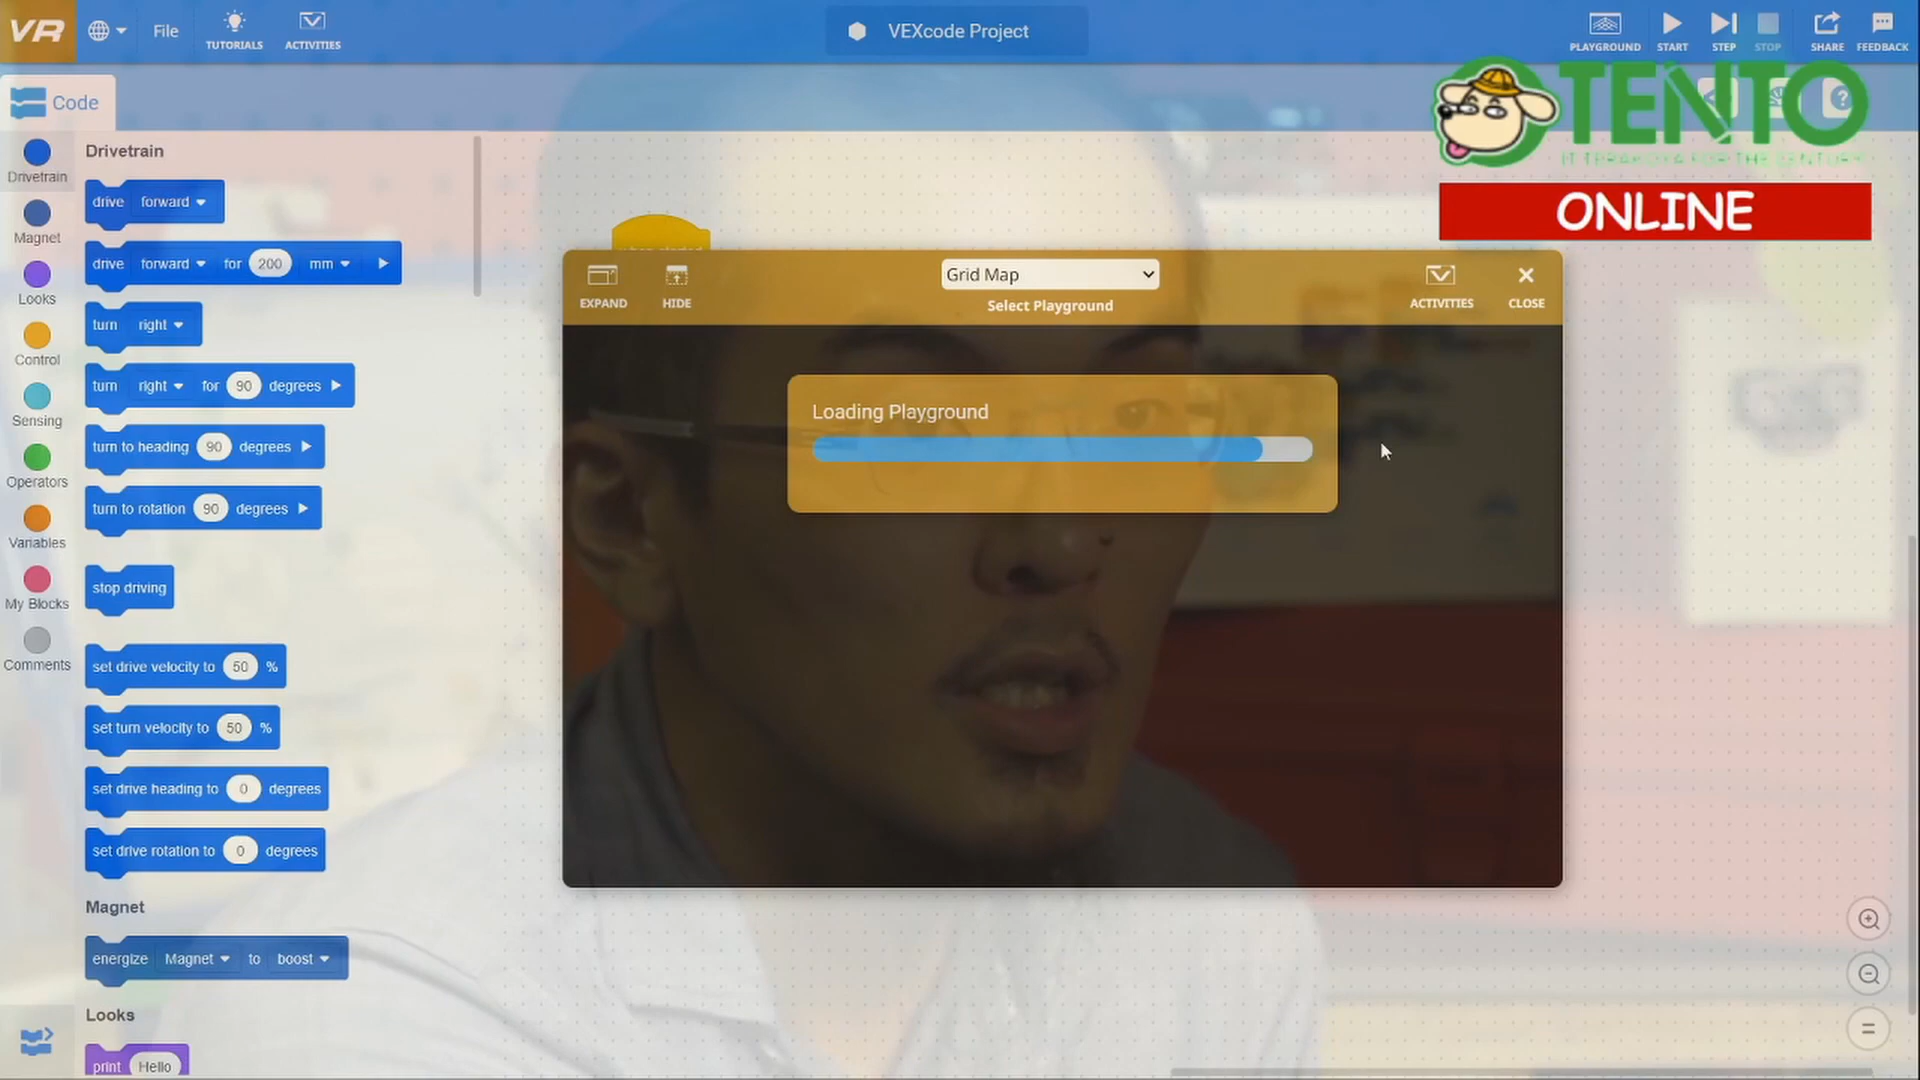 VR
File
TUTORIALS
ACTIVITIES
VEXcode Project
PLAYGROUND
START
STEP
STOP
SHARE
FEEDBACK
TENTO
ONLINE
Code
Drivetrain
Magnet
Looks
Control
Sensing
Operators
Variables
My Blocks
Comments
Drivetrain
drive forward
drive forward for 200 mm
turn right
turn right for 90 degrees
turn to heading 90 degrees
turn to rotation 90 degrees
stop driving
set drive velocity to 50 %
set turn velocity to 50 %
set drive heading to 0 degrees
set drive rotation to 0 degrees
Magnet
energize Magnet to boost
Looks
print Hello
EXPAND
HIDE
Grid Map
Select Playground
ACTIVITIES
CLOSE
Loading Playground